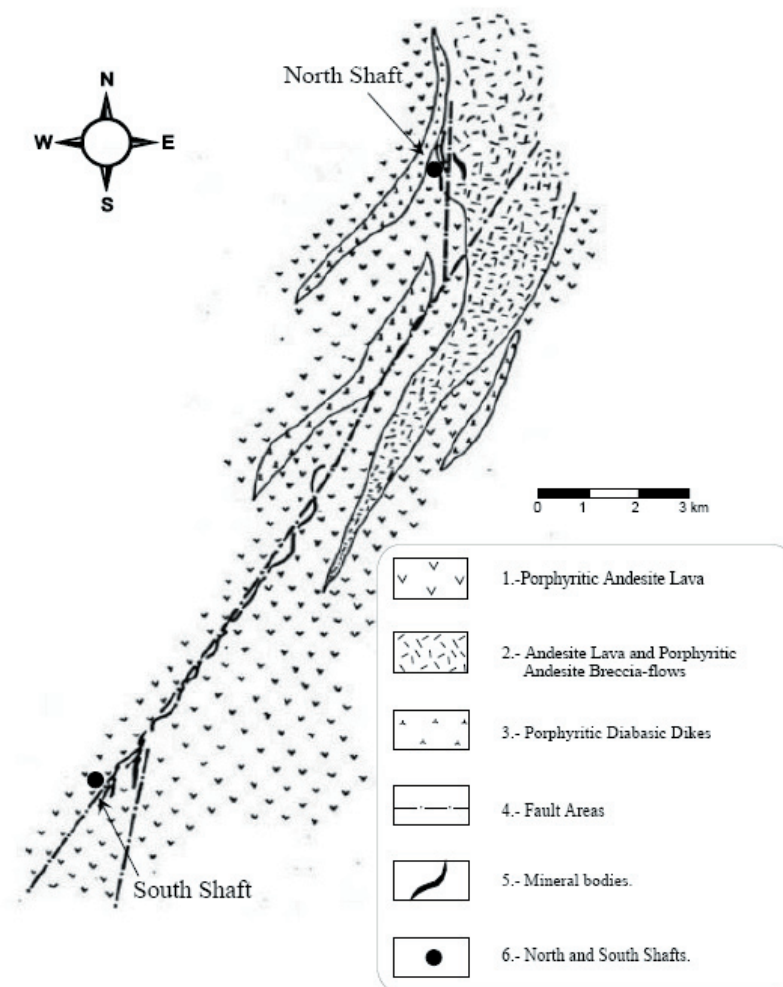 North Shaft
N
W E
S
0 1 2 3 km
1.-Porphyritic Andesite Lava
2.- Andesite Lava and Porphyritic
Andesite Breccia-flows
3.- Porphyritic Diabasic Dikes
4.- Fault Areas
5.- Mineral bodies.
6.- North and South Shafts.
South Shaft